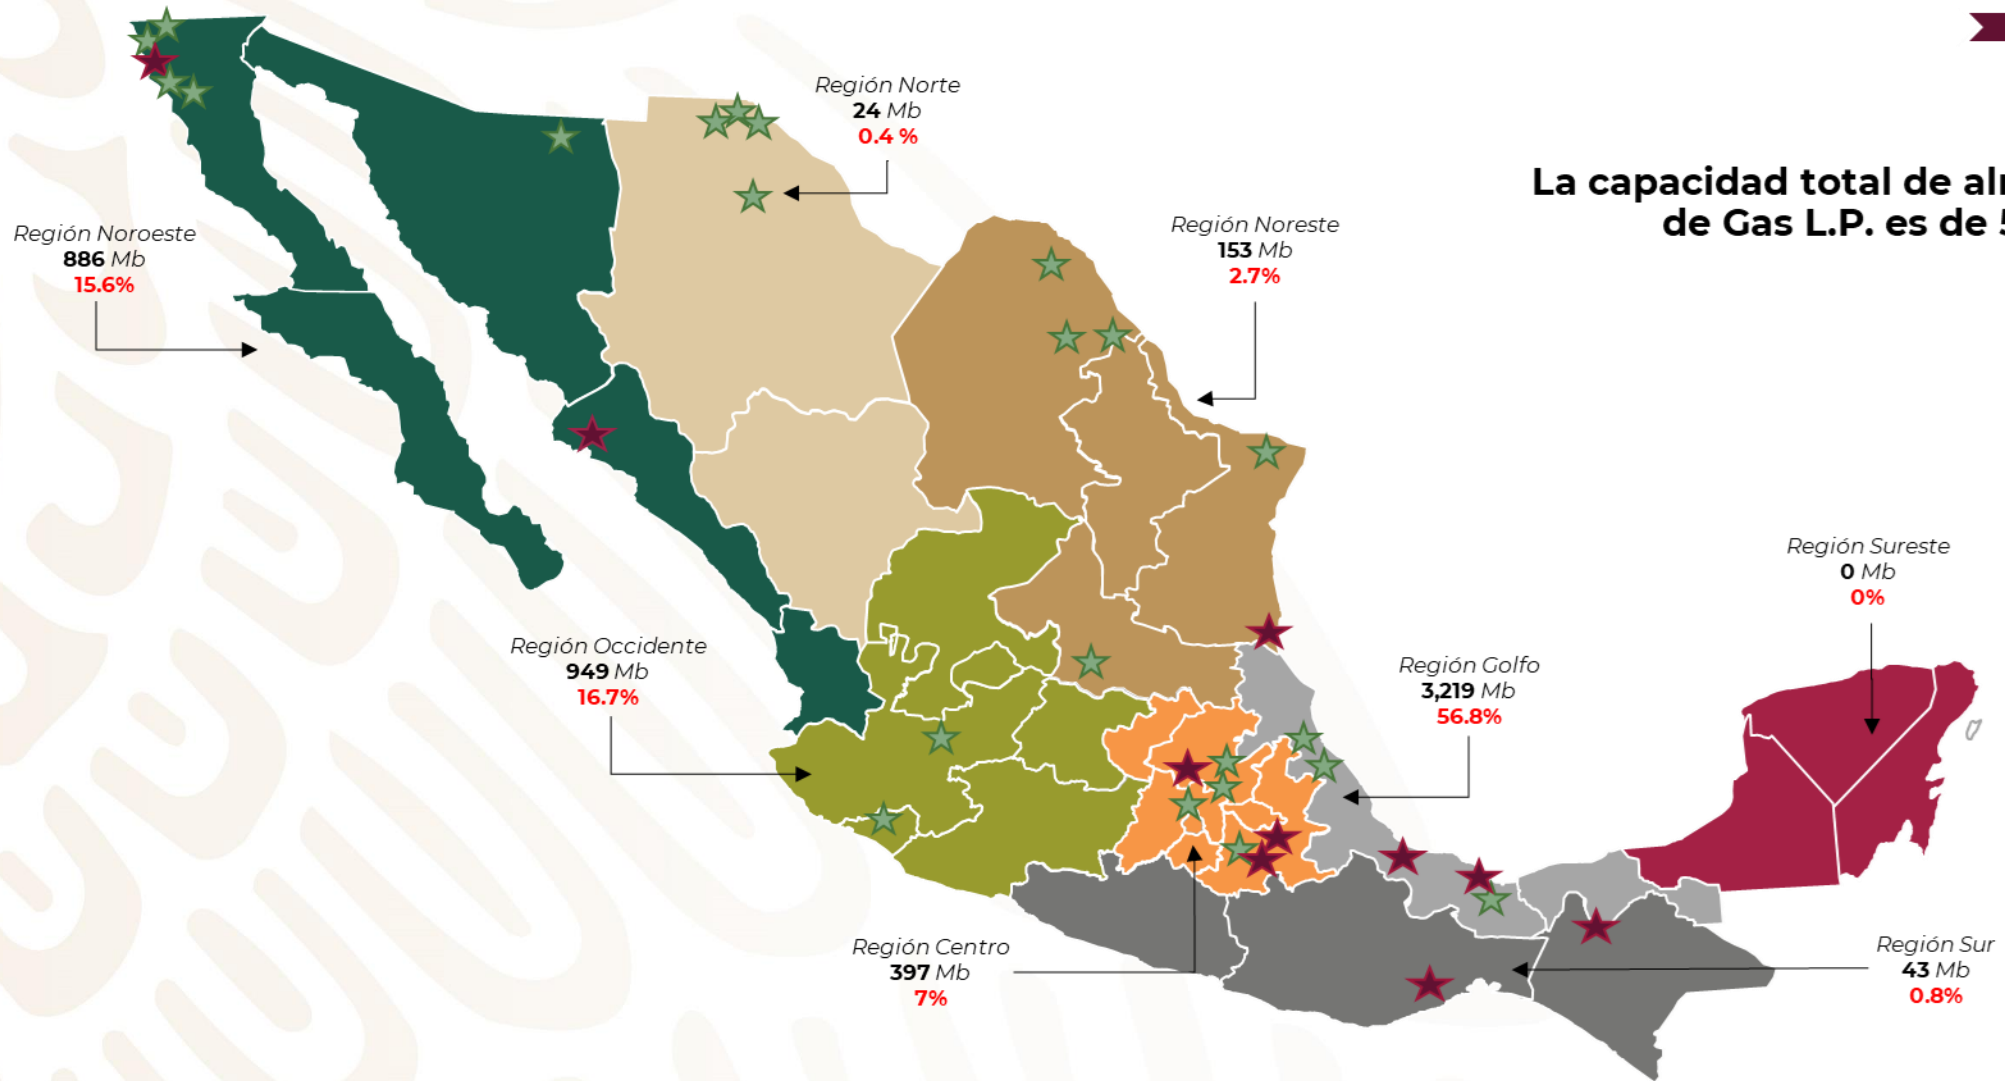 Región Norte
24 Mb
0.4 %
La capacidad total de
de Gas L.P. es de
Región Noroeste
886 Mb
15.6%
Región Noreste
153 Mb
2.7%
Región Sureste
0 Mb
0%
Región Occidente
949 Mb
16.7%
Región Golfo
3,219 Mb
56.8%
Región Centro
397 Mb
7%
Región Sur
43 Mb
0.8%